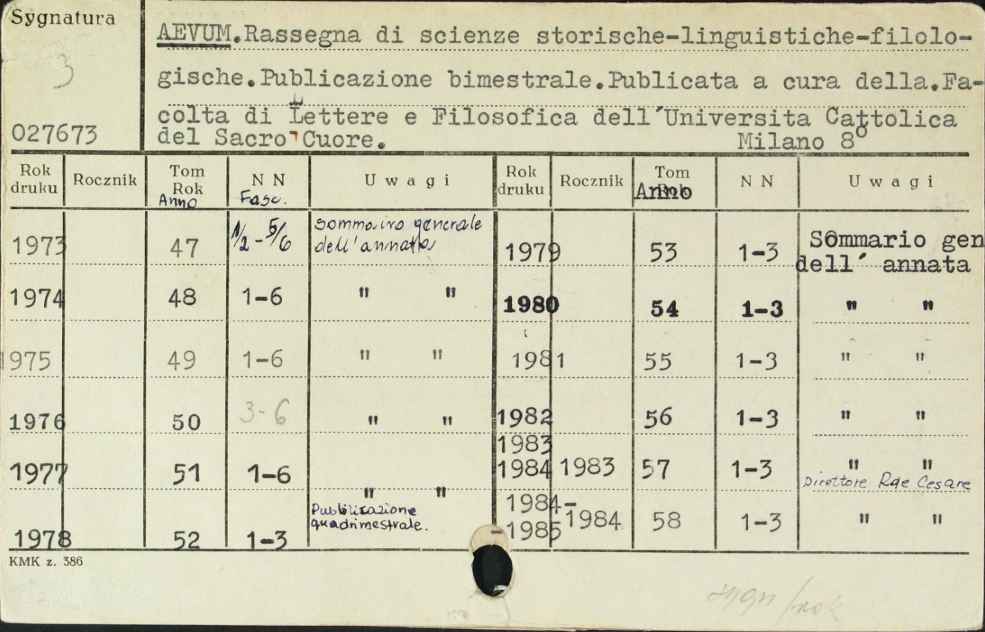 Sygnatura
3
027673
AEVUM.Rassegna di scienze storische-linguistiche-filolo-
gische.Publicazione bimestrale.Publicata a cura della.Fa-
colta di Lettere e Filosofica dell'Universita Cattolica
del Sacro Cuore. Milano 8°
Rok druku Rocznik Tom Rok Anno N N Fasc. Uwagi Rok druku Rocznik Tom Rok Anno N N Uwagi
1973 47 1/2-5/6 Sommairo generale dell'annata
1974 48 1-6 " "
1975 49 1-6 " "
1976 50 3-6 " "
1977 51 1-6 " "
1978 52 1-3 Pubblicazione quadrimestrale.
1979 53 1-3 Sommario gen dell' annata
1980 54 1-3 " "
1981 55 1-3 " "
1982 56 1-3 " "
1983
1984 1983 57 1-3 " "
Direttore Rge Cesare
1984-
1985 1984 58 1-3 " "
KMK z. 386